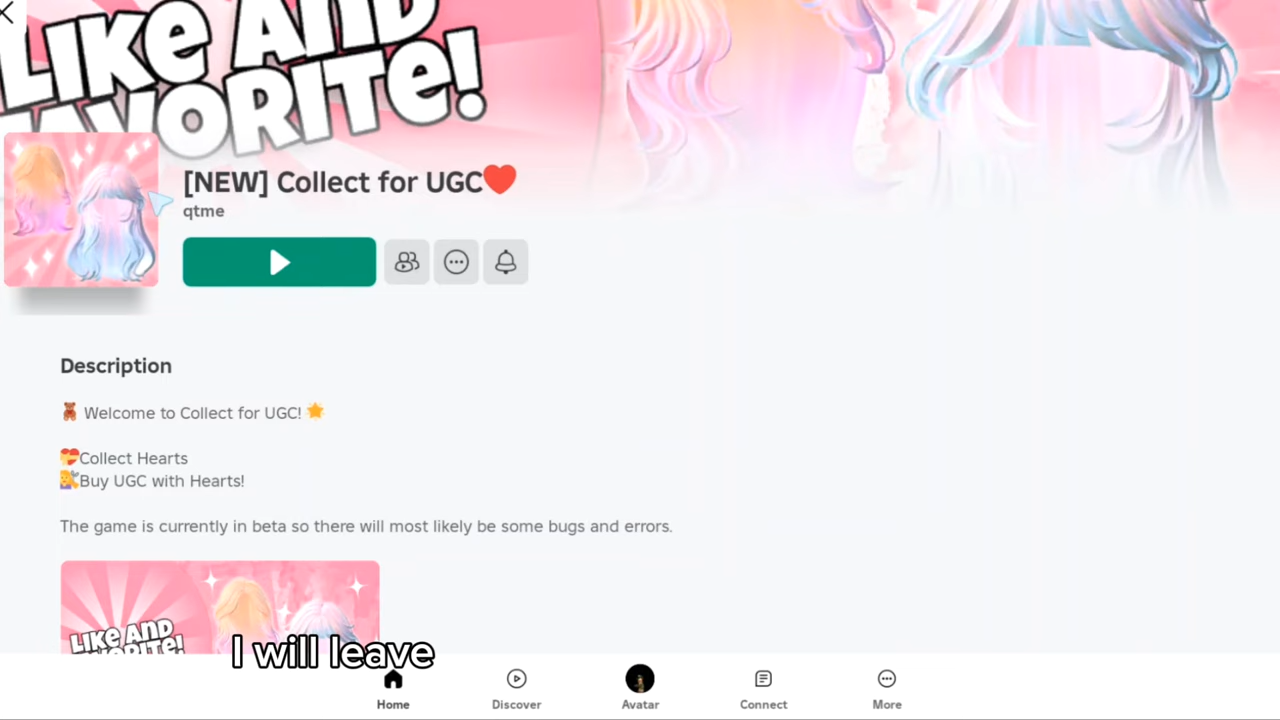 LIKE AND
FAVORITE!
[NEW] Collect for UGC❤️
qtme
Description
🧸 Welcome to Collect for UGC! 🌟
💝Collect Hearts
💇Buy UGC with Hearts!
The game is currently in beta so there will most likely be some bugs and errors.
LIKE AND
FAVORITE!
I will leave
Home
Discover
Avatar
Connect
More